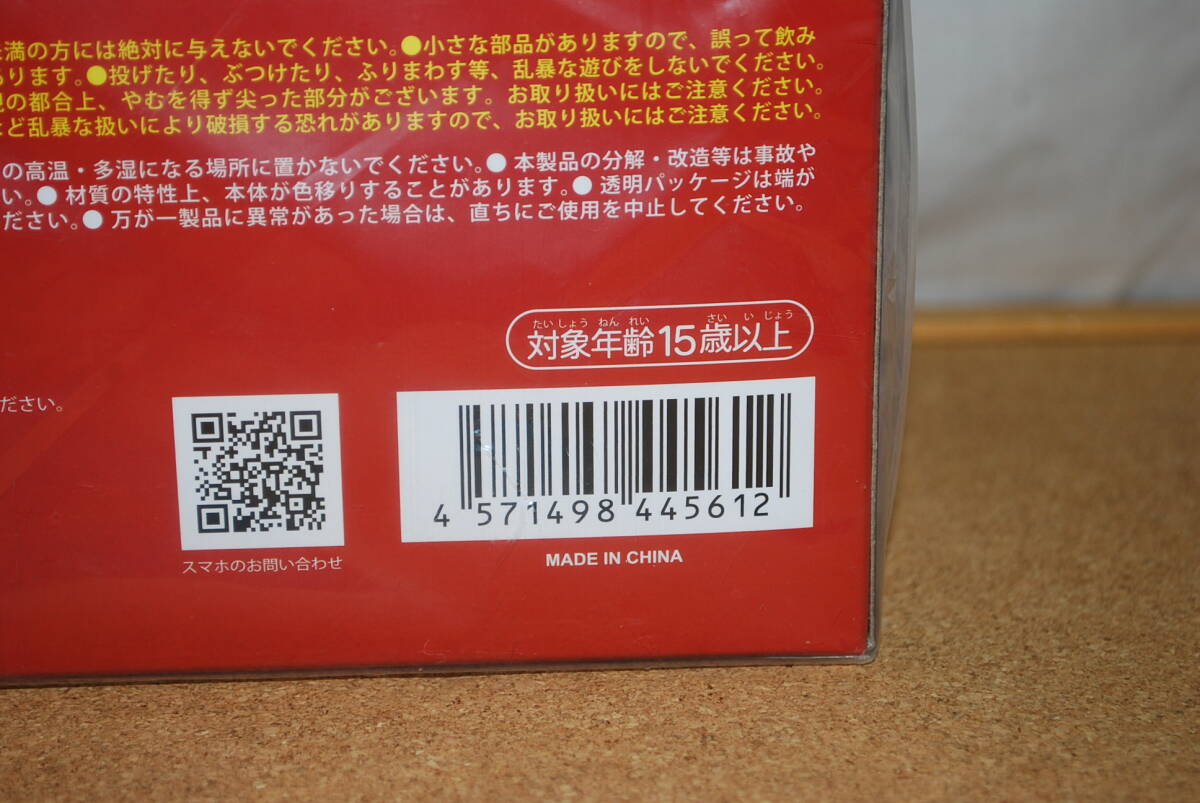 満の方には絶対に与えないでください。●小さな部品がありますので、誤って飲み
あります。●投げたり、ぶつけたり、ふりまわす等、乱暴な遊びをしないでください。
の都合上、やむを得ず尖った部分がございます。お取り扱いにはご注意ください。
ど乱暴な扱いにより破損する恐れがありますので、お取り扱いにはご注意ください。
の高温・多湿になる場所に置かないでください。●本製品の分解・改造等は事故や
い。●材質の特性上、本体が色移りすることがあります。●透明パッケージは端が
ださい。●万が一製品に異常があった場合は、直ちにご使用を中止してください。
たいしょう ねんれい さい いじょう
対象年齢15歳以上
ださい。
4 571498 445612
スマホのお問い合わせ
MADE IN CHINA